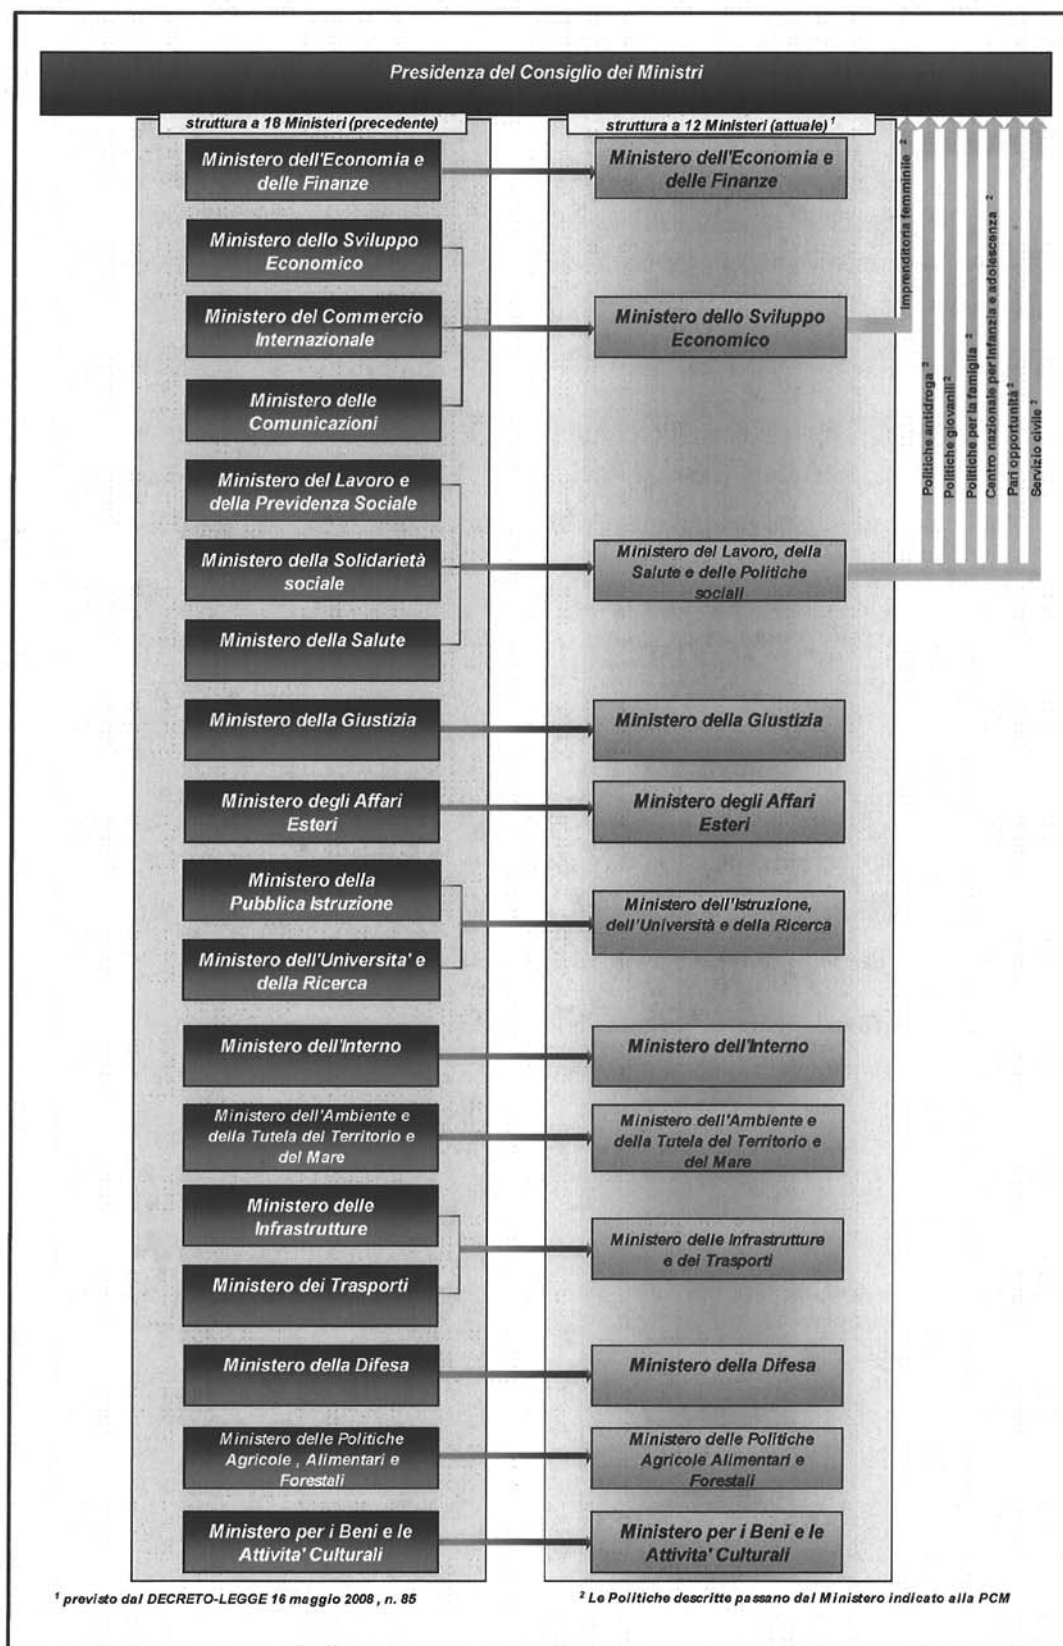 Presidenza del Consiglio dei Ministri
struttura a 18 Ministeri (precedente)
Ministero dell'Economia e
delle Finanze
Ministero dello Sviluppo
Economico
Ministero del Commercio
Internazionale
Ministero delle
Comunicazioni
Ministero del Lavoro e
della Previdenza Sociale
Ministero della Solidarietà
sociale
Ministero della Salute
Ministero della Giustizia
Ministero degli Affari
Esteri
Ministero della
Pubblica Istruzione
Ministero dell'Universita' e
della Ricerca
Ministero dell'Interno
Ministero dell'Ambiente e
della Tutela del Territorio e
del Mare
Ministero delle
Infrastrutture
Ministero dei Trasporti
Ministero della Difesa
Ministero delle Politiche
Agricole , Alimentari e
Forestali
Ministero per i Beni e le
Attivita' Culturali
struttura a 12 Ministeri (attuale) 1
Ministero dell'Economia e
delle Finanze
Ministero dello Sviluppo
Economico
Ministero del Lavoro, della
Salute e delle Politiche
sociali
Ministero della Giustizia
Ministero degli Affari
Esteri
Ministero dell'Istruzione,
dell'Università e della Ricerca
Ministero dell'Interno
Ministero dell'Ambiente e
della Tutela del Territorio e
del Mare
Ministero delle Infrastrutture
e dei Trasporti
Ministero della Difesa
Ministero delle Politiche
Agricole Alimentari e
Forestali
Ministero per i Beni e le
Attivita' Culturali
Imprenditoria femminile 2
Politiche antidroga 2
Politiche giovanili 2
Politiche per la famiglia 2
Centro nazionale per infanzia e adolescenza 2
Pari opportunità 2
Servizio civile 2
1 previsto dal DECRETO-LEGGE 16 maggio 2008 , n. 85
2 Le Politiche descritte passano dal Ministero indicato alla PCM